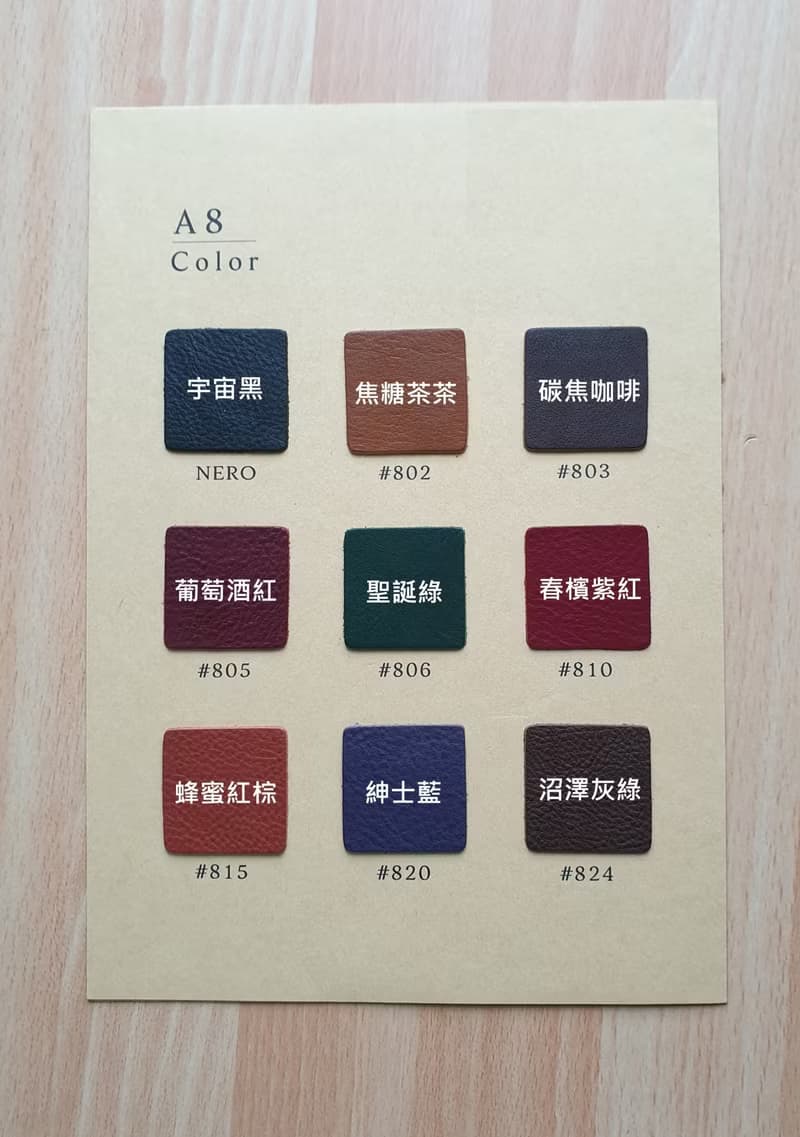 A8
Color
宇宙黑
焦糖茶茶
碳焦咖啡
NERO
#802
#803
葡萄酒紅
聖誕綠
春檳紫紅
#805
#806
#810
蜂蜜紅棕
紳士藍
沼澤灰綠
#815
#820
#824